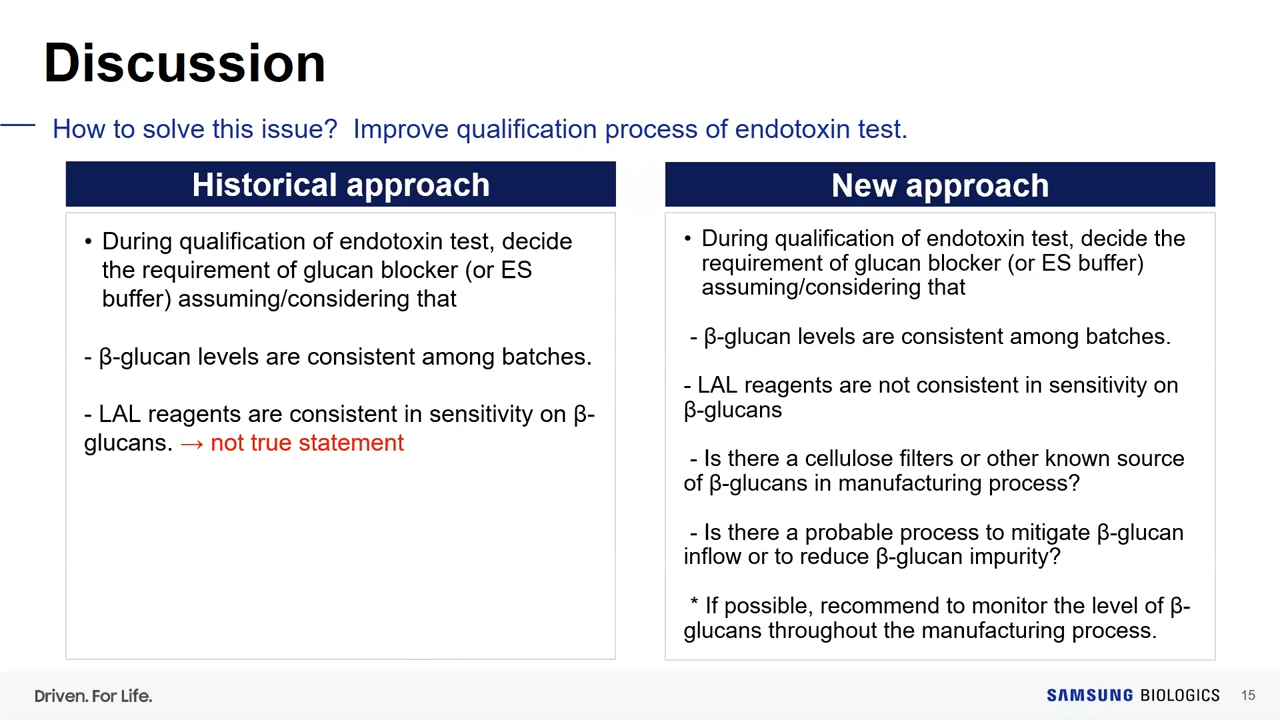 Discussion
How to solve this issue?  Improve qualification process of endotoxin test.
Historical approach
• During qualification of endotoxin test, decide
the requirement of glucan blocker (or ES
buffer) assuming/considering that
- β-glucan levels are consistent among batches.
- LAL reagents are consistent in sensitivity on β-
glucans. → not true statement
New approach
• During qualification of endotoxin test, decide the
requirement of glucan blocker (or ES buffer)
assuming/considering that
- β-glucan levels are consistent among batches.
- LAL reagents are not consistent in sensitivity on
β-glucans
- Is there a cellulose filters or other known source
of β-glucans in manufacturing process?
- Is there a probable process to mitigate β-glucan
inflow or to reduce β-glucan impurity?
* If possible, recommend to monitor the level of β-
glucans throughout the manufacturing process.
Driven. For Life.
SAMSUNG BIOLOGICS
15